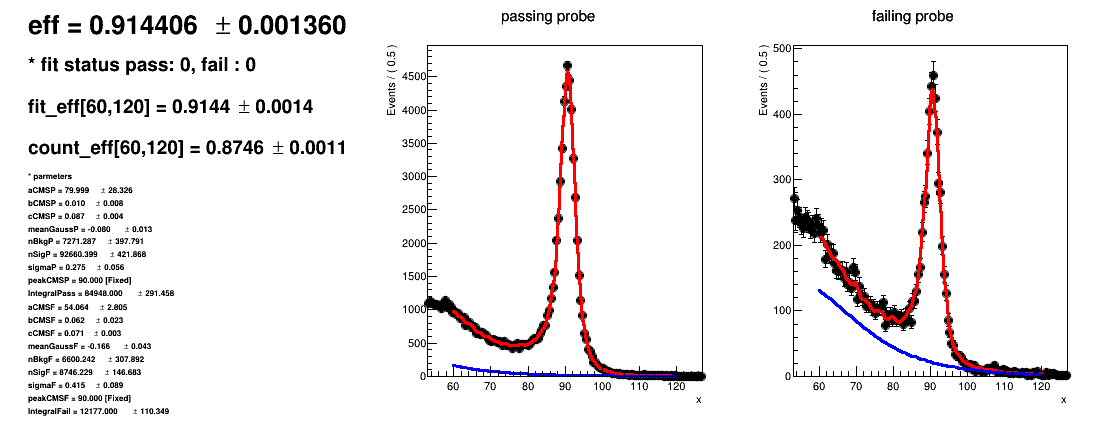 eff = 0.914406 ± 0.001360
* fit status pass: 0, fail : 0
fit_eff[60,120] = 0.9144 ± 0.0014
count_eff[60,120] = 0.8746 ± 0.0011
* parmeters
aCMSP = 79.999 ± 28.326
bCMSP = 0.010 ± 0.008
cCMSP = 0.087 ± 0.004
meanGaussP = -0.080 ± 0.013
nBkgP = 7271.287 ± 397.791
nSigP = 92660.399 ± 421.868
sigmaP = 0.275 ± 0.056
peakCMSP = 90.000 [Fixed]
IntegralPass = 84948.000 ± 291.458
aCMSF = 54.064 ± 2.805
bCMSF = 0.062 ± 0.023
cCMSF = 0.071 ± 0.003
meanGaussF = -0.166 ± 0.043
nBkgF = 6600.242 ± 307.892
nSigF = 8746.229 ± 146.683
sigmaF = 0.415 ± 0.089
peakCMSF = 90.000 [Fixed]
IntegralFail = 12177.000 ± 110.349
passing probe
Events / ( 0.5 )
4500
4000
3500
3000
2500
2000
1500
1000
500
0
60 70 80 90 100 110 120
x
failing probe
Events / ( 0.5 )
500
400
300
200
100
0
60 70 80 90 100 110 120
x